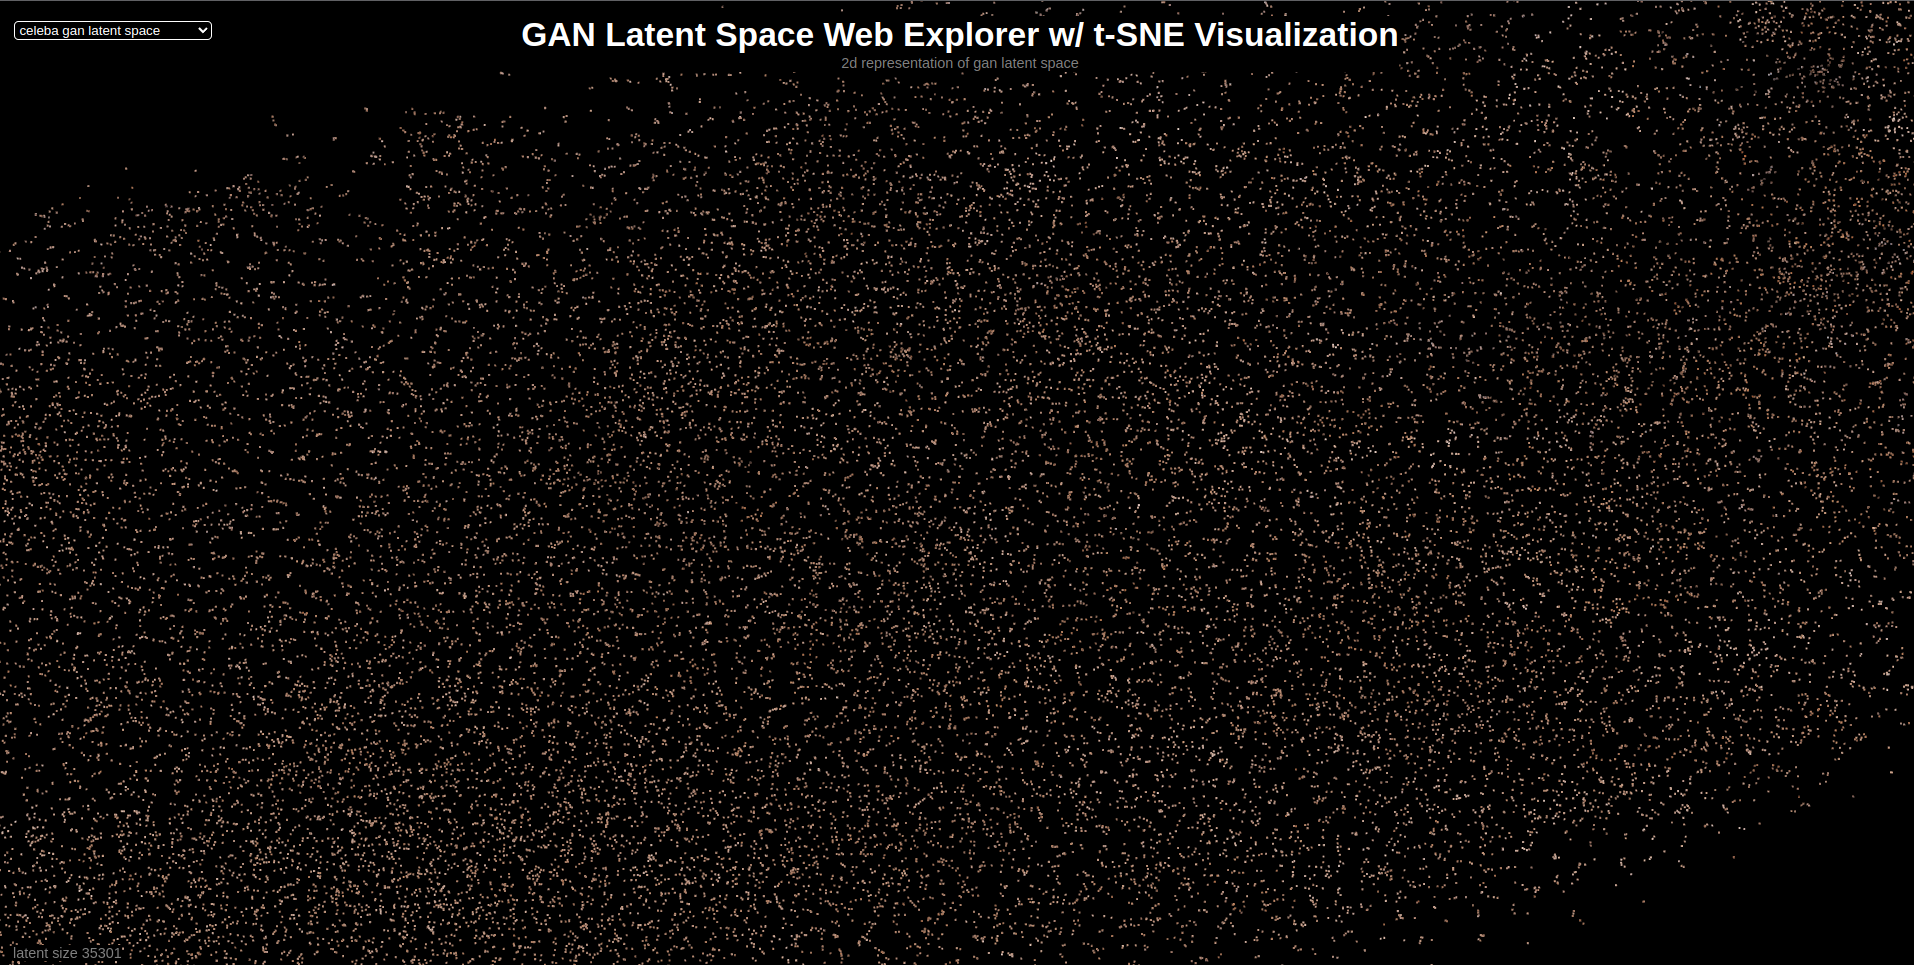 celeba gan latent space
GAN Latent Space Web Explorer w/ t-SNE Visualization
2d representation of gan latent space
latent size 35301